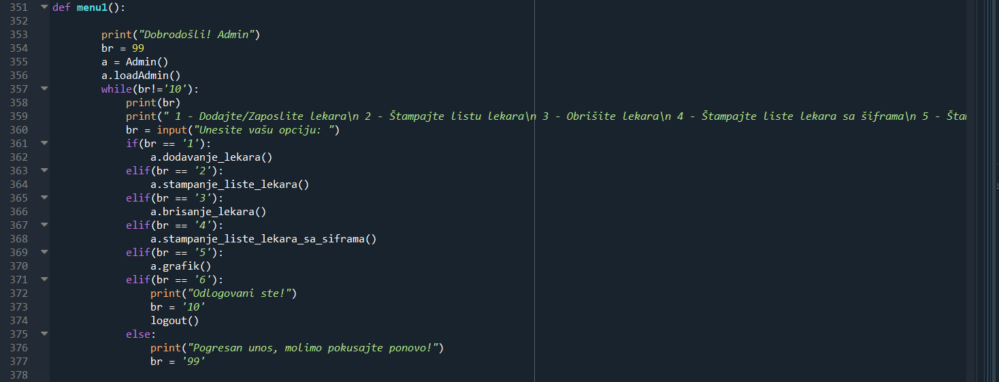 351 def menu1():
352
353         print("Dobrodošli! Admin")
354         br = 99
355         a = Admin()
356         a.loadAdmin()
357         while(br!='10'):
358             print(br)
359             print(" 1 - Dodajte/Zaposlite lekara\n 2 - Štampajte listu lekara\n 3 - Obrišite lekara\n 4 - Štampajte liste lekara sa šiframa\n 5 -
360             br = input("Unesite vašu opciju: ")
361             if(br == '1'):
362                 a.dodavanje_lekara()
363             elif(br == '2'):
364                 a.stampanje_liste_lekara()
365             elif(br == '3'):
366                 a.brisanje_lekara()
367             elif(br == '4'):
368                 a.stampanje_liste_lekara_sa_siframa()
369             elif(br == '5'):
370                 a.grafik()
371             elif(br == '6'):
372                 print("Odlogovani ste!")
373                 br = '10'
374                 logout()
375             else:
376                 print("Pogresan unos, molimo pokusajte ponovo!")
377                 br = '99'
378